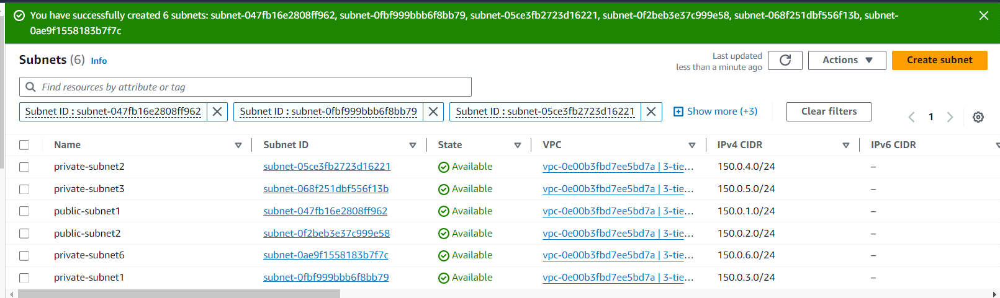 You have successfully created 6 subnets: subnet-047fb16e2808ff962, subnet-0fbf999bbb6f8bb79, subnet-05ce3fb2723d16221, subnet-0f2beb3e37c999e58, subnet-068f251dbf556f13b, subnet-
0ae9f1558183b7f7c
Subnets (6) Info
Last updated
less than a minute ago
Actions
Create subnet
Find resources by attribute or tag
Subnet ID : subnet-047fb16e2808ff962
Subnet ID : subnet-0fbf999bbb6f8bb79
Subnet ID : subnet-05ce3fb2723d16221
Show more (+3)
Clear filters
1
Name Subnet ID State VPC IPv4 CIDR IPv6 CIDR
private-subnet2 subnet-05ce3fb2723d16221 Available vpc-0e00b3fbd7ee5bd7a | 3-tie… 150.0.4.0/24 –
private-subnet3 subnet-068f251dbf556f13b Available vpc-0e00b3fbd7ee5bd7a | 3-tie… 150.0.5.0/24 –
public-subnet1 subnet-047fb16e2808ff962 Available vpc-0e00b3fbd7ee5bd7a | 3-tie… 150.0.1.0/24 –
public-subnet2 subnet-0f2beb3e37c999e58 Available vpc-0e00b3fbd7ee5bd7a | 3-tie… 150.0.2.0/24 –
private-subnet6 subnet-0ae9f1558183b7f7c Available vpc-0e00b3fbd7ee5bd7a | 3-tie… 150.0.6.0/24 –
private-subnet1 subnet-0fbf999bbb6f8bb79 Available vpc-0e00b3fbd7ee5bd7a | 3-tie… 150.0.3.0/24 –